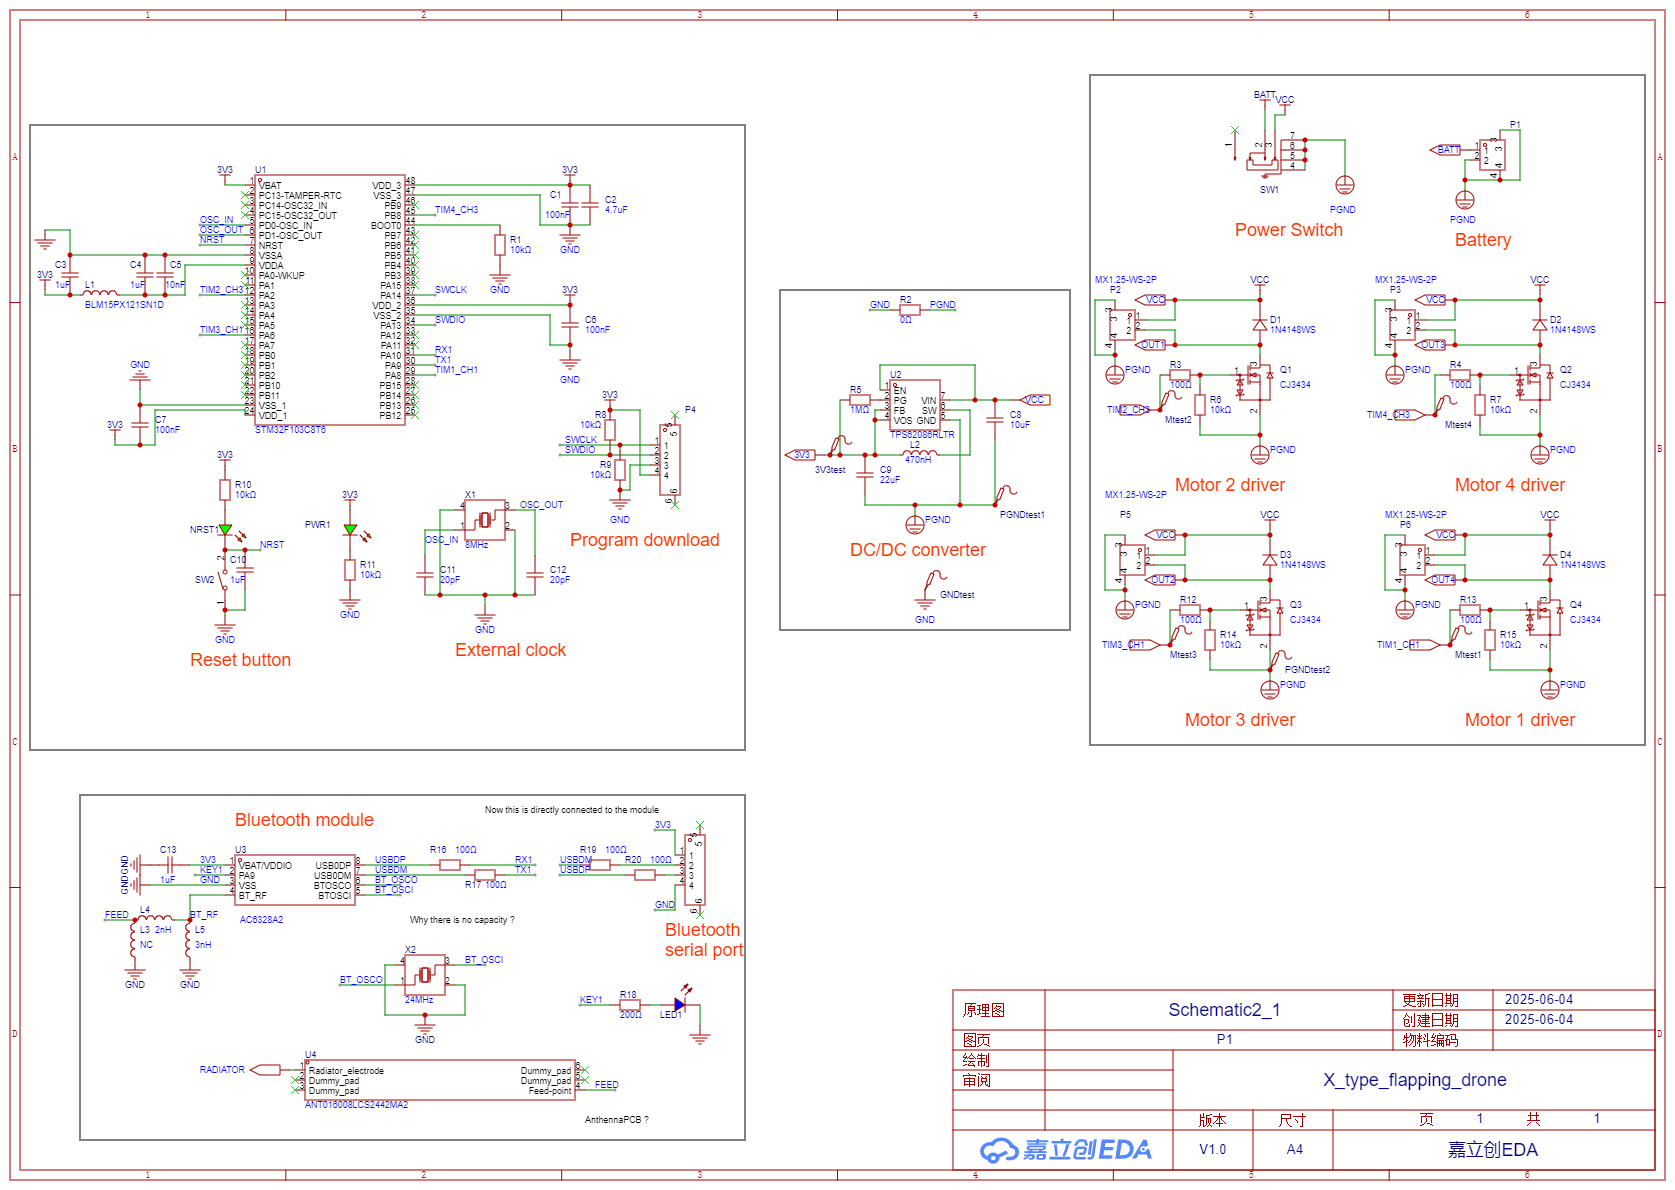 1 2 3 4 5 6
A
B
C
D
3V3
U1
VBAT
PC13-TAMPER-RTC
PC14-OSC32_IN
PC15-OSC32_OUT
PD0-OSC_IN
PD1-OSC_OUT
NRST
VSSA
VDDA
PA0-WKUP
PA1
PA2
PA3
PA4
PA5
PA6
PA7
PB0
PB1
PB2
PB10
PB11
VSS_1
VDD_1
VDD_3
VSS_3
PB9
PB8
BOOT0
PB7
PB6
PB5
PB4
PB3
PA15
PA14
VDD_2
VSS_2
PA13
PA12
PA11
PA10
PA9
PA8
PB15
PB14
PB13
PB12
STM32F103C8T6
OSC_IN
OSC_OUT
NRST
TIM2_CH3
TIM3_CH1
C3
1uF
3V3
L1
BLM15PX121SN1D
C4
1uF
C5
10nF
GND
C7
100nF
3V3
3V3
C1
100nF
C2
4.7uF
GND
TIM4_CH3
R1
10kΩ
GND
SWCLK
SWDIO
3V3
C6
100nF
GND
RX1
TX1
TIM1_CH1
3V3
R8
10kΩ
R9
10kΩ
SWCLK
SWDIO
P4
GND
Program download
3V3
R10
10kΩ
NRST1
NRST
C10
1uF
SW2
GND
Reset button
3V3
PWR1
R11
10kΩ
GND
X1
8MHz
OSC_OUT
OSC_IN
C11
20pF
C12
20pF
GND
External clock
GND R2 PGND
0Ω
U2
EN
PG
FB
VOS
VIN
SW
GND
TPS62086RLTR
R5
1MΩ
L2
470nH
VCC
C8
10uF
3V3
3V3test
C9
22uF
PGND
PGNDtest1
DC/DC converter
GNDtest
GND
BATT
VCC
SW1
PGND
Power Switch
P1
BATT
PGND
Battery
MX1.25-WS-2P
P2
VCC
OUT1
PGND
VCC
D1
1N4148WS
R3
100Ω
Q1
CJ3434
TIM2_CH3
Mtest2
R6
10kΩ
PGND
Motor 2 driver
MX1.25-WS-2P
P3
VCC
OUT3
PGND
VCC
D2
1N4148WS
R4
100Ω
Q2
CJ3434
TIM4_CH3
Mtest4
R7
10kΩ
PGND
Motor 4 driver
MX1.25-WS-2P
P5
VCC
OUT2
PGND
VCC
D3
1N4148WS
R12
100Ω
Q3
CJ3434
TIM3_CH1
Mtest3
R14
10kΩ
PGNDtest2
PGND
Motor 3 driver
MX1.25-WS-2P
P6
VCC
OUT4
PGND
VCC
D4
1N4148WS
R13
100Ω
Q4
CJ3434
TIM1_CH1
Mtest1
R15
10kΩ
PGND
Motor 1 driver
Bluetooth module
Now this is directly connected to the module
C13
1uF
GND
GND
3V3
KEY1
GND
U3
VBAT/VDDIO
PA9
VSS
BT_RF
USB0DP
USB0DM
BTOSCO
BTOSCI
AC6328A2
USBDP
USBDM
BT_OSCO
BT_OSCI
R16 100Ω
R17 100Ω
RX1
TX1
R19 100Ω
R20 100Ω
USBDM
USBDP
3V3
GND
Bluetooth
serial port
FEED
L4
2nH
BT_RF
L3
NC
L5
3nH
GND
GND
Why there is no capacity ?
X2
24MHz
BT_OSCO
BT_OSCI
GND
KEY1
R18
200Ω
LED1
U4
RADIATOR
Radiator_electrode
Dummy_pad
Dummy_pad
Dummy_pad
Dummy_pad
Feed-point
FEED
ANT016008LCS2442MA2
AnthennaPCB ?
原理图
Schematic2_1
更新日期
2025-06-04
创建日期
2025-06-04
图页
P1
物料编码
绘制
审阅
X_type_flapping_drone
版本
尺寸
页 1 共 1
嘉立创EDA
V1.0
A4
嘉立创EDA